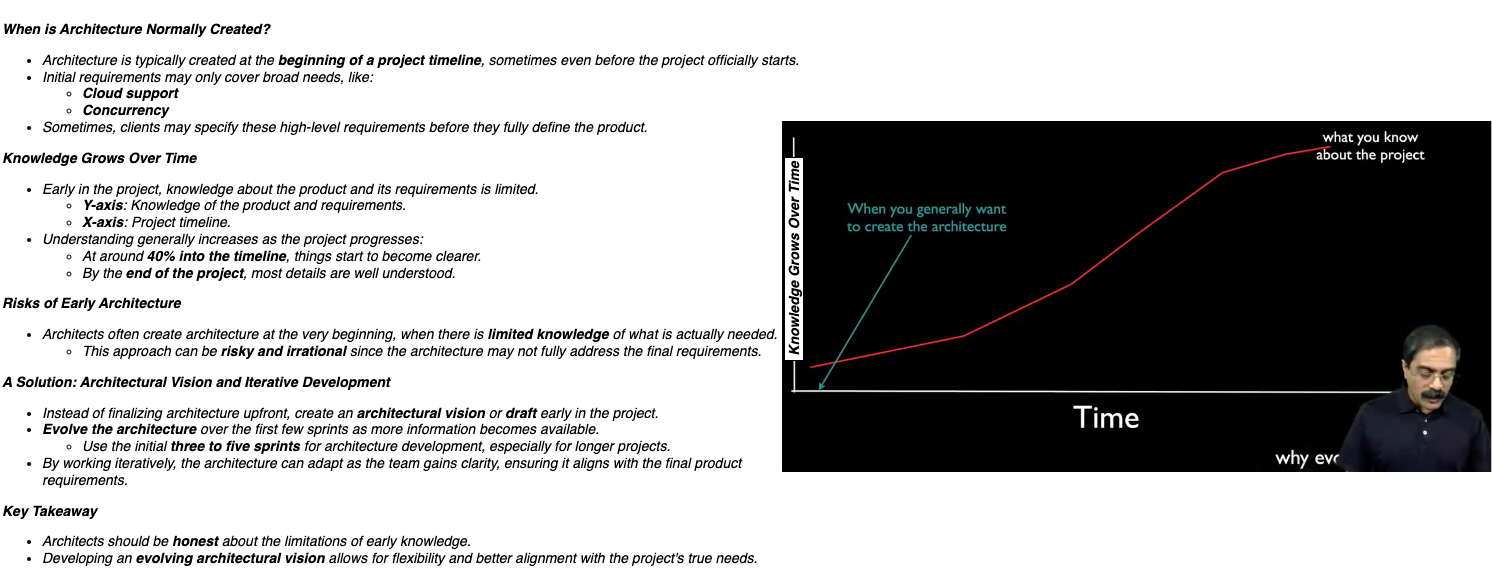 When is Architecture Normally Created?
Architecture is typically created at the beginning of a project timeline, sometimes even before the project officially starts.
Initial requirements may only cover broad needs, like:
Cloud support
Concurrency
Sometimes, clients may specify these high-level requirements before they fully define the product.
Knowledge Grows Over Time
Early in the project, knowledge about the product and its requirements is limited.
Y-axis: Knowledge of the product and requirements.
X-axis: Project timeline.
Understanding generally increases as the project progresses:
At around 40% into the timeline, things start to become clearer.
By the end of the project, most details are well understood.
Risks of Early Architecture
Architects often create architecture at the very beginning, when there is limited knowledge of what is actually needed.
This approach can be risky and irrational since the architecture may not fully address the final requirements.
A Solution: Architectural Vision and Iterative Development
Instead of finalizing architecture upfront, create an architectural vision or draft early in the project.
Evolve the architecture over the first few sprints as more information becomes available.
Use the initial three to five sprints for architecture development, especially for longer projects.
By working iteratively, the architecture can adapt as the team gains clarity, ensuring it aligns with the final product
requirements.
Key Takeaway
Architects should be honest about the limitations of early knowledge.
Developing an evolving architectural vision allows for flexibility and better alignment with the project's true needs.
what you know
about the project
When you generally want
to create the architecture
Knowledge Grows Over Time
Time
why evo